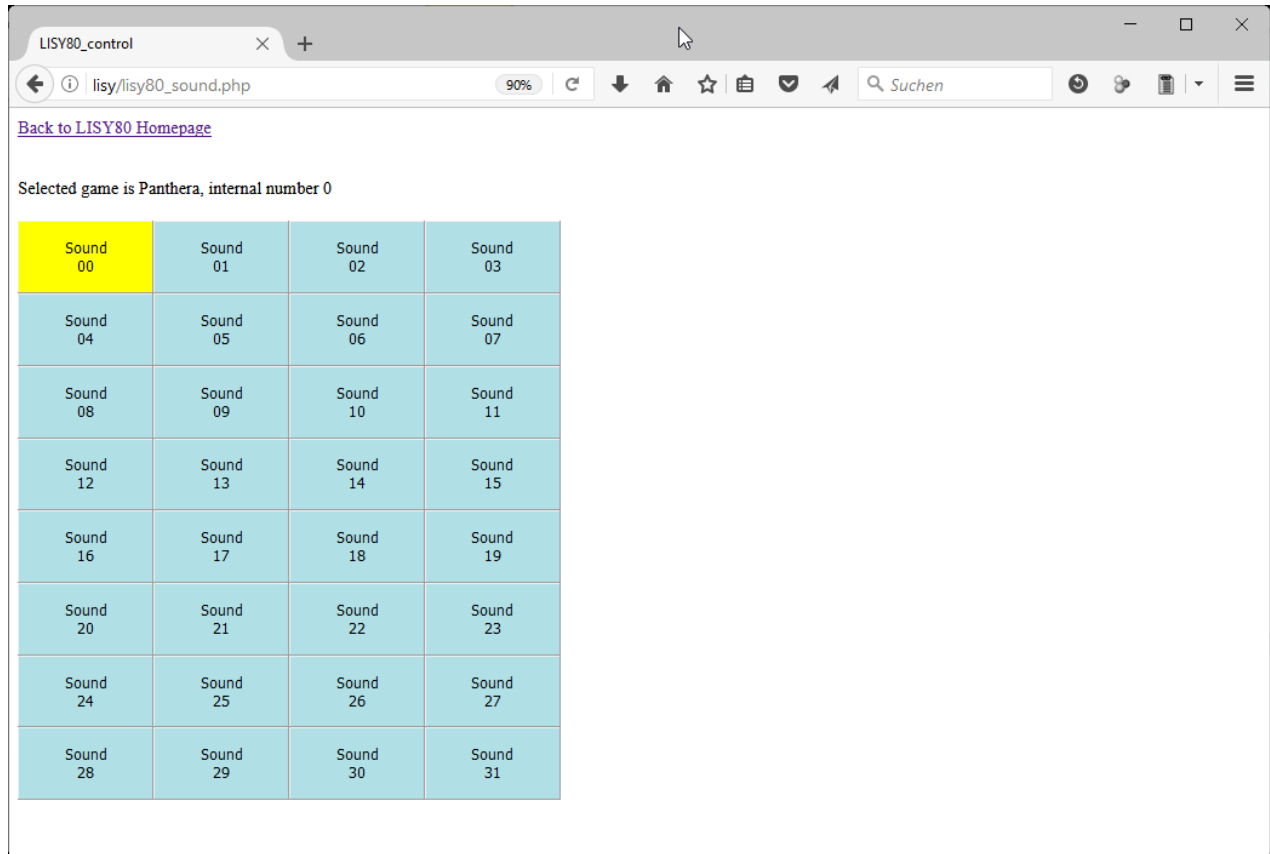 LISY80_control
lisy/lisy80_sound.php
90%
Suchen
Back to LISY80 Homepage
Selected game is Panthera, internal number 0
Sound 00
Sound 01
Sound 02
Sound 03
Sound 04
Sound 05
Sound 06
Sound 07
Sound 08
Sound 09
Sound 10
Sound 11
Sound 12
Sound 13
Sound 14
Sound 15
Sound 16
Sound 17
Sound 18
Sound 19
Sound 20
Sound 21
Sound 22
Sound 23
Sound 24
Sound 25
Sound 26
Sound 27
Sound 28
Sound 29
Sound 30
Sound 31